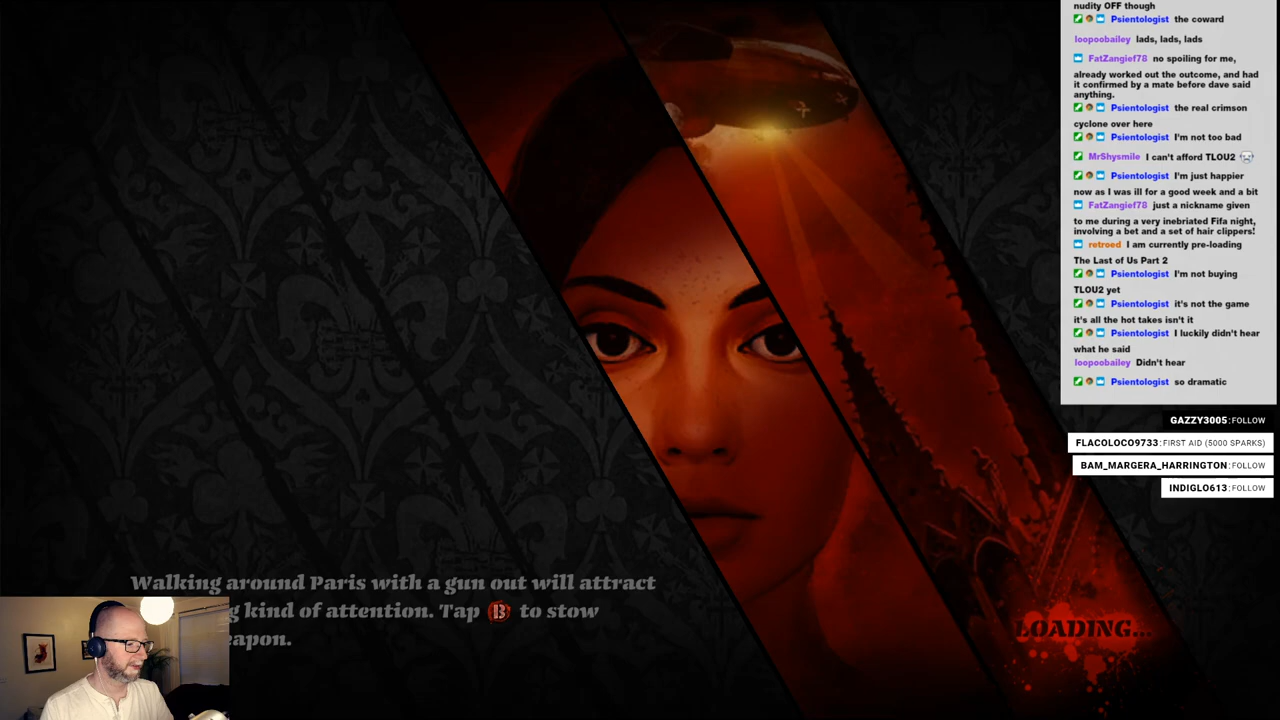 nudity OFF though
Psientologist the coward
loopoobailey lads, lads, lads
FatZangief78 no spoiling for me,
already worked out the outcome, and had
it confirmed by a mate before dave said
anything.
Psientologist the real crimson
cyclone over here
Psientologist I'm not too bad
MrShysmile I can't afford TLOU2
Psientologist I'm just happier
now as I was ill for a good week and a bit
FatZangief78 just a nickname given
to me during a very inebriated Fifa night,
involving a bet and a set of hair clippers!
retroed I am currently pre-loading
The Last of Us Part 2
Psientologist I'm not buying
TLOU2 yet
Psientologist it's not the game
it's all the hot takes isn't it
Psientologist I luckily didn't hear
what he said
loopoobailey Didn't hear
Psientologist so dramatic
GAZZY3005:FOLLOW
FLACOLOCO9733:FIRST AID (5000 SPARKS)
BAM_MARGERA_HARRINGTON:FOLLOW
INDIGLO613:FOLLOW
Walking around Paris with a gun out will attract
g kind of attention. Tap B to stow
eapon.
LOADING...